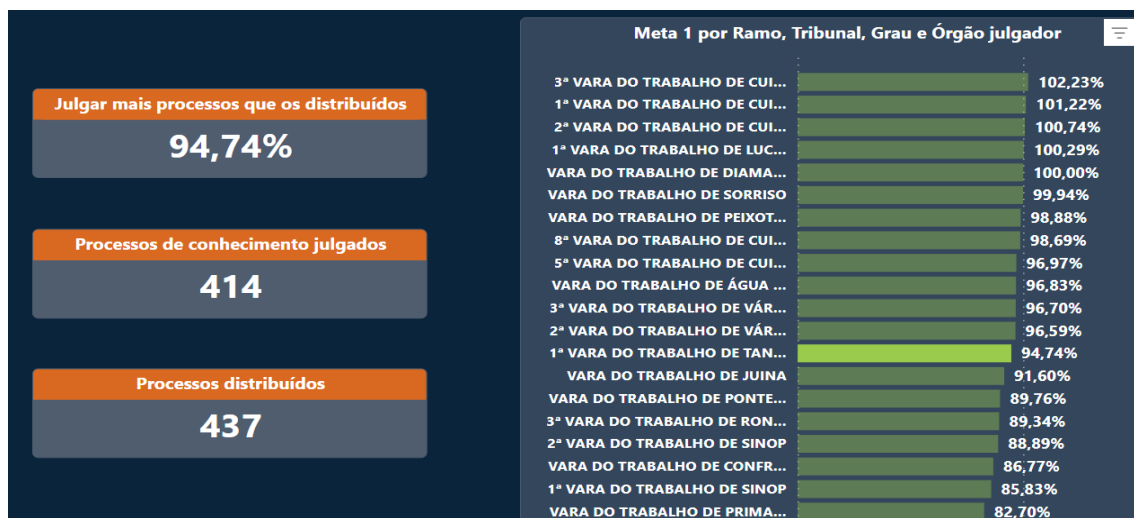 Julgar mais processos que os distribuídos
94,74%
Processos de conhecimento julgados
414
Processos distribuídos
437
Meta 1 por Ramo, Tribunal, Grau e Órgão julgador
3ª VARA DO TRABALHO DE CUI... 102,23%
1ª VARA DO TRABALHO DE CUI... 101,22%
2ª VARA DO TRABALHO DE CUI... 100,74%
1ª VARA DO TRABALHO DE LUC... 100,29%
VARA DO TRABALHO DE DIAMA... 100,00%
VARA DO TRABALHO DE SORRISO 99,94%
VARA DO TRABALHO DE PEIXOT... 98,88%
8ª VARA DO TRABALHO DE CUI... 98,69%
5ª VARA DO TRABALHO DE CUI... 96,97%
VARA DO TRABALHO DE ÁGUA ... 96,83%
3ª VARA DO TRABALHO DE VÁR... 96,70%
2ª VARA DO TRABALHO DE VÁR... 96,59%
1ª VARA DO TRABALHO DE TAN... 94,74%
VARA DO TRABALHO DE JUINA 91,60%
VARA DO TRABALHO DE PONTE... 89,76%
3ª VARA DO TRABALHO DE RON... 89,34%
2ª VARA DO TRABALHO DE SINOP 88,89%
VARA DO TRABALHO DE CONFR... 86,77%
1ª VARA DO TRABALHO DE SINOP 85,83%
VARA DO TRABALHO DE PRIMA... 82,70%